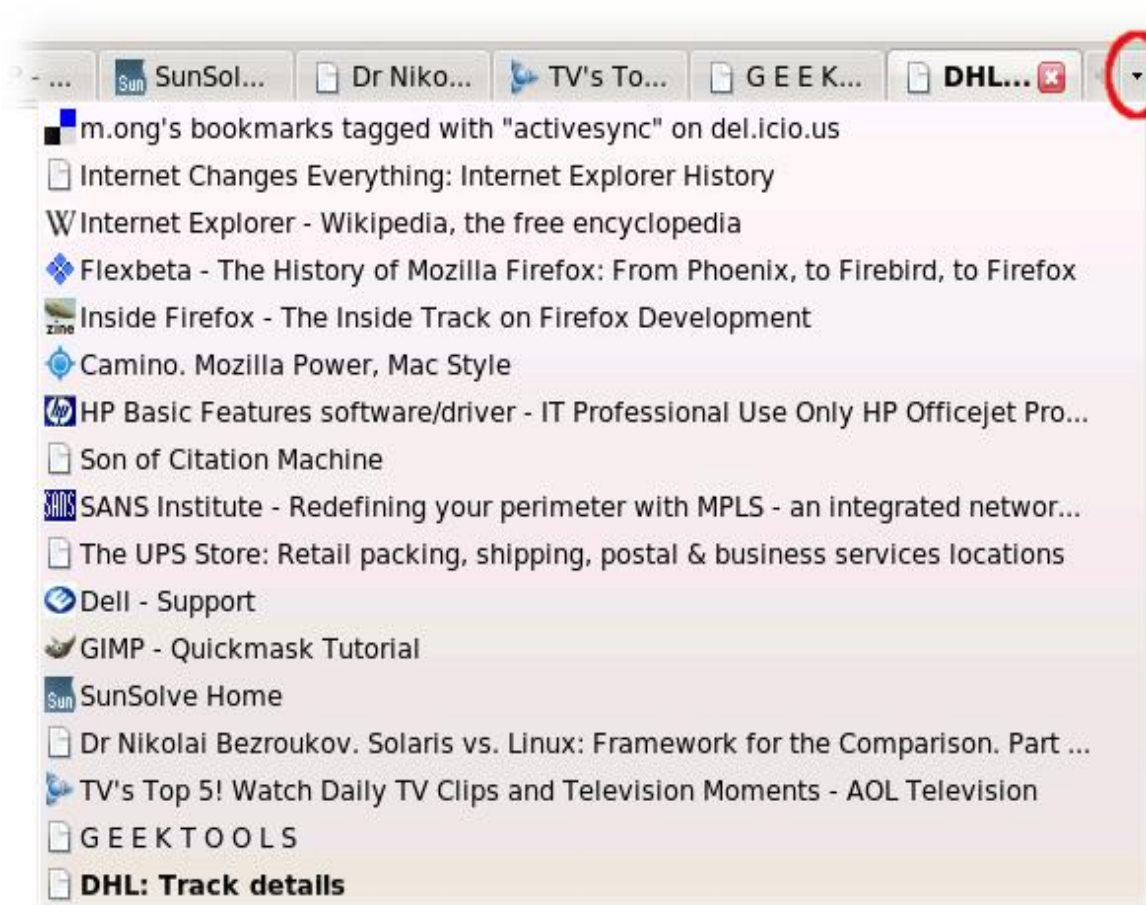 P - ... SunSol... Dr Niko... TV's To... G E E K... DHL...
m.ong's bookmarks tagged with "activesync" on del.icio.us
Internet Changes Everything: Internet Explorer History
W Internet Explorer - Wikipedia, the free encyclopedia
Flexbeta - The History of Mozilla Firefox: From Phoenix, to Firebird, to Firefox
zine Inside Firefox - The Inside Track on Firefox Development
Camino. Mozilla Power, Mac Style
hp HP Basic Features software/driver - IT Professional Use Only HP Officejet Pro...
Son of Citation Machine
SANS SANS Institute - Redefining your perimeter with MPLS - an integrated networ...
The UPS Store: Retail packing, shipping, postal & business services locations
Dell - Support
GIMP - Quickmask Tutorial
Sun SunSolve Home
Dr Nikolai Bezroukov. Solaris vs. Linux: Framework for the Comparison. Part ...
TV's Top 5! Watch Daily TV Clips and Television Moments - AOL Television
G E E K T O O L S
DHL: Track details